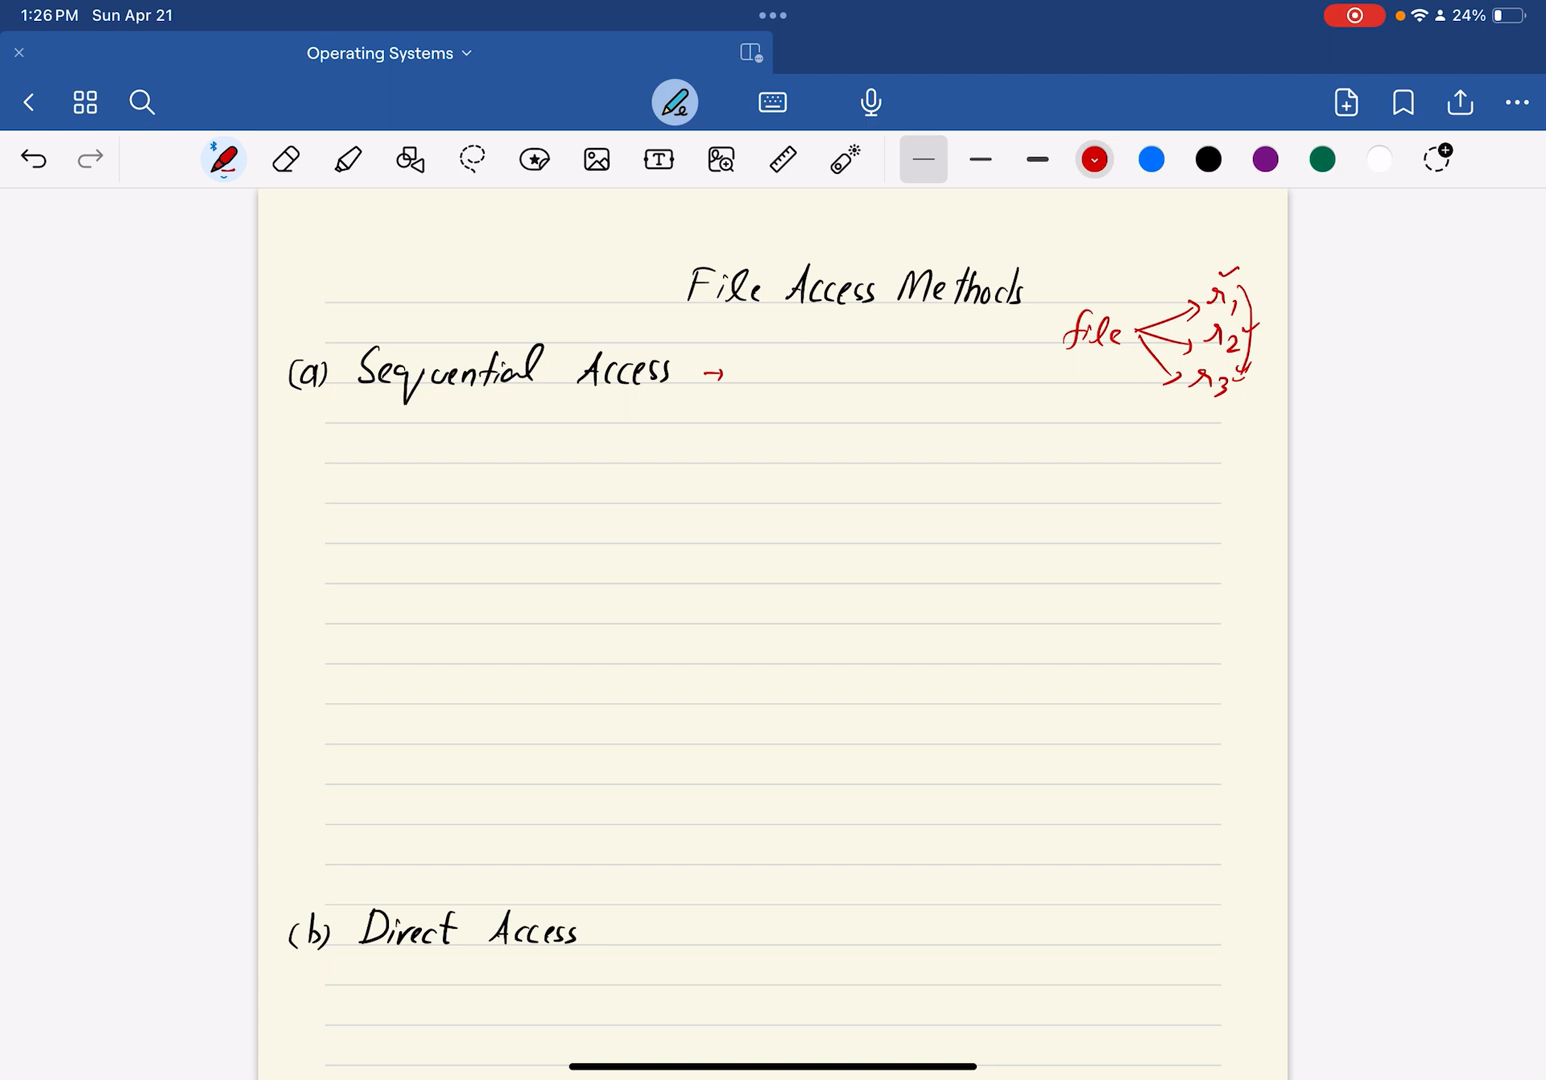 1:26 PM Sun Apr 21
24%
Operating Systems
File Access Methods
file r1
r2
r3
(a) Sequential Access →
(b) Direct Access